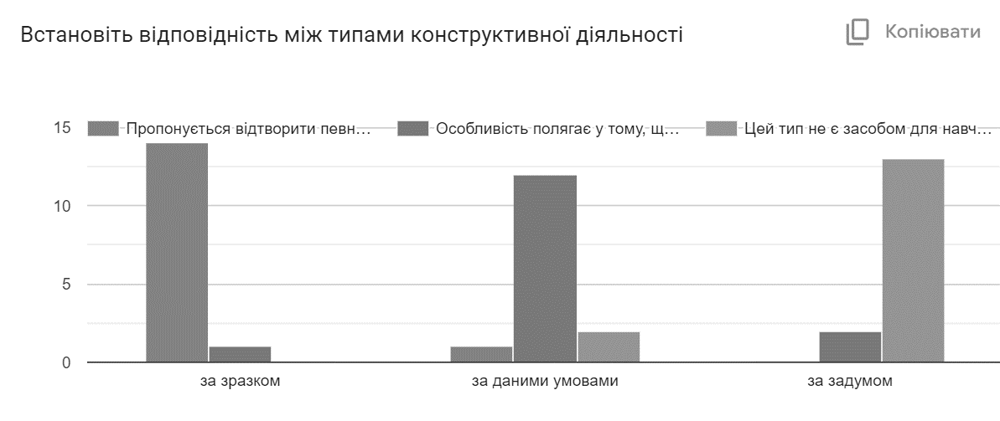 Встановіть відповідність між типами конструктивної діяльності
Копіювати
15
Пропонується відтворити певн…
Особливість полягає у тому, щ…
Цей тип не є засобом для навч…
10
5
0
за зразком
за даними умовами
за задумом